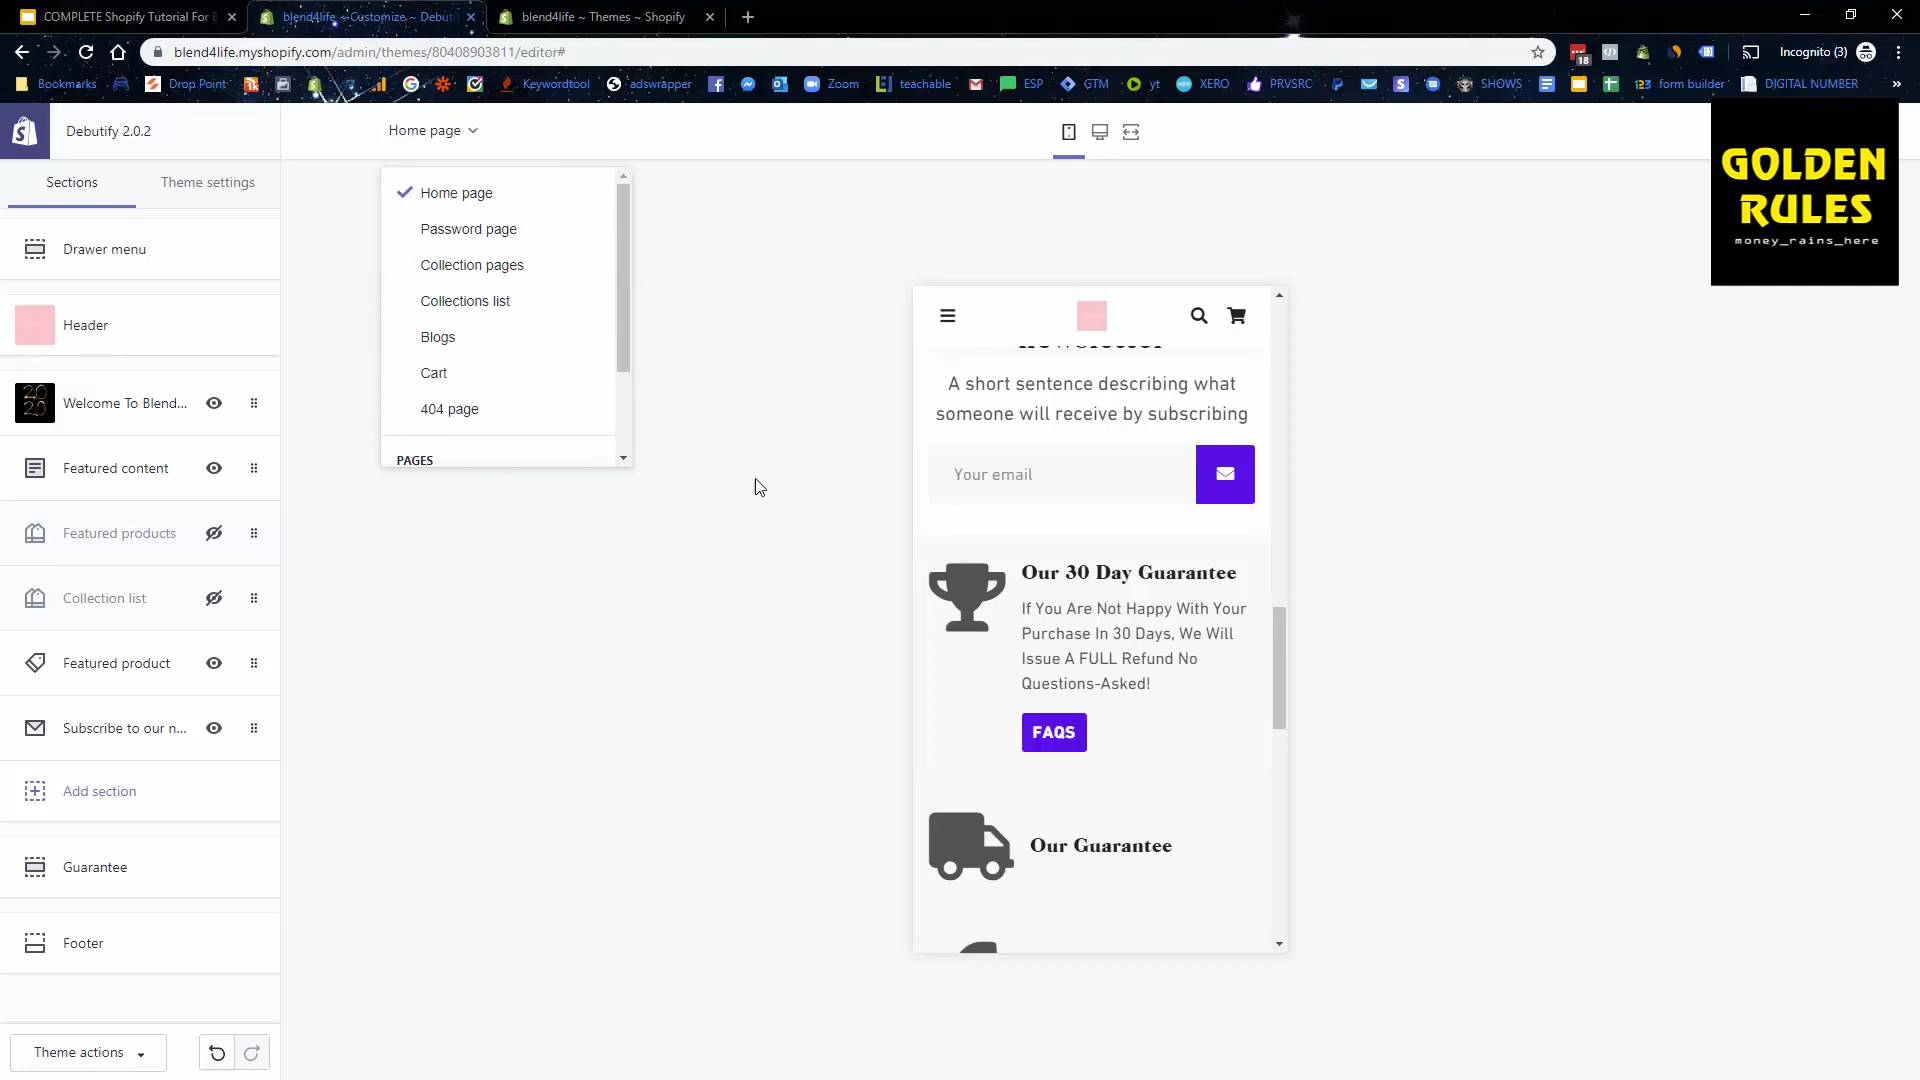 COMPLETE Shopify Tutorial For B
blend4life ~ Customize ~ Debuti
blend4life ~ Themes ~ Shopify
blend4life.myshopify.com/admin/themes/80408903811/editor#
18
Incognito (3)
Bookmarks
Drop Point
Keywordtool
adswrapper
Zoom
teachable
ESP
GTM
yt
XERO
PRVSRC
SHOWS
123
form builder
DIGITAL NUMBER
»
Debutify 2.0.2
Home page
Sections
Theme settings
Drawer menu
Header
Welcome To Blend...
Featured content
Featured products
Collection list
Featured product
Subscribe to our n...
Add section
Guarantee
Footer
Theme actions
Home page
Password page
Collection pages
Collections list
Blogs
Cart
404 page
PAGES
newsletter
A short sentence describing what
someone will receive by subscribing
Your email
Our 30 Day Guarantee
If You Are Not Happy With Your
Purchase In 30 Days, We Will
Issue A FULL Refund No
Questions-Asked!
FAQS
Our Guarantee
GOLDEN
RULES
money_rains_here